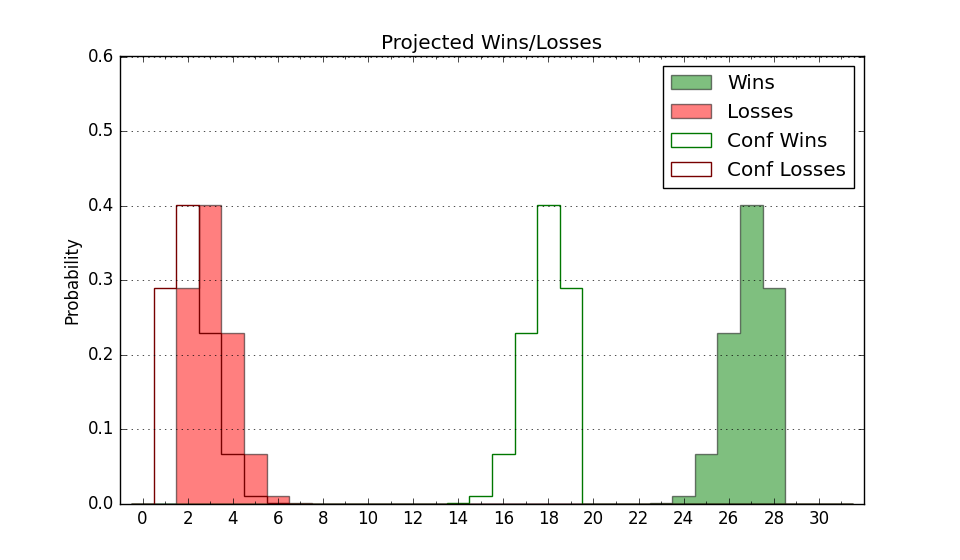 Projected Wins/Losses
0.6
0.5
0.4
0.3
0.2
0.1
0.0
Probability
Wins
Losses
Conf Wins
Conf Losses
0 2 4 6 8 10 12 14 16 18 20 22 24 26 28 30